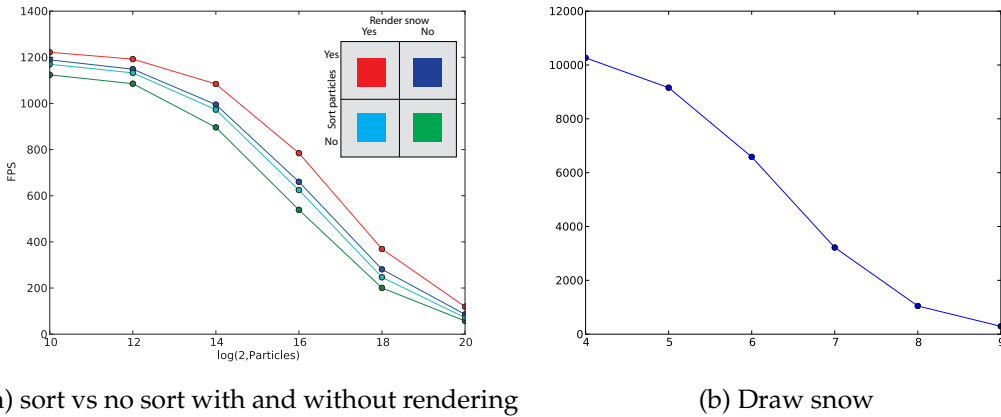 1400
1200
1000
800
600
400
200
0
FPS
10 12 14 16 18 20
log(2,Particles)
Render snow
Yes No
Yes
Sort particles
No
) sort vs no sort with and without rendering
12000
10000
8000
6000
4000
2000
0
4 5 6 7 8 9
(b) Draw snow